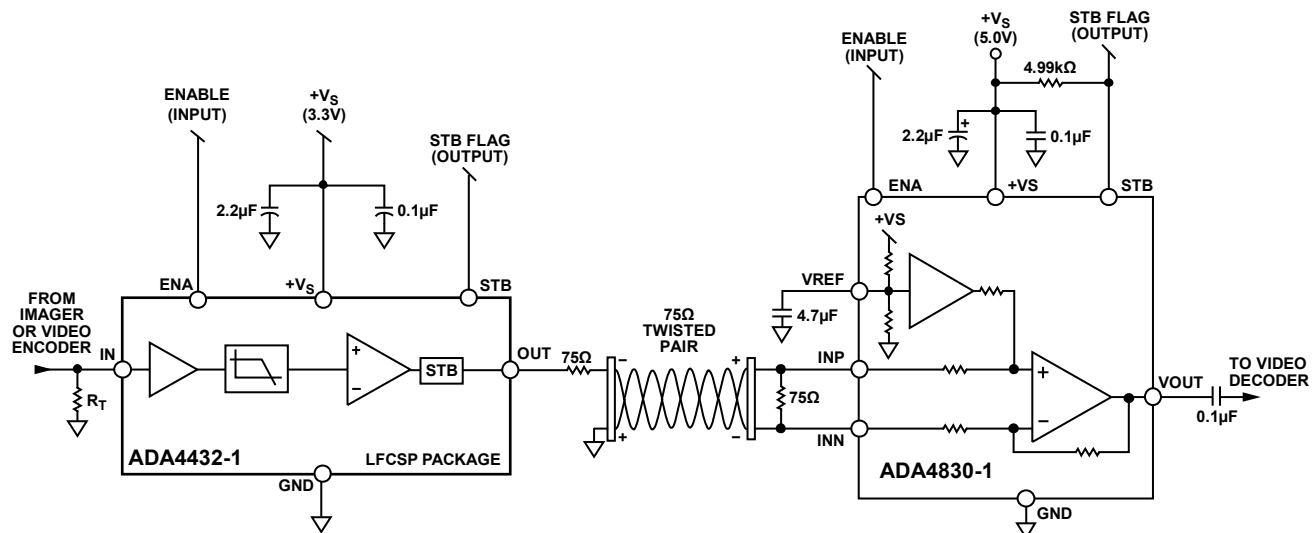 ENABLE
(INPUT)
+VS
(3.3V)
STB FLAG
(OUTPUT)
2.2µF
0.1µF
ENA
+VS
STB
FROM
IMAGER
OR VIDEO
ENCODER
IN
RT
STB
OUT
75Ω
ADA4432-1
LFCSP PACKAGE
GND
75Ω
TWISTED
PAIR
–
+
+
–
ENABLE
(INPUT)
+VS
(5.0V)
STB FLAG
(OUTPUT)
4.99kΩ
2.2µF
+
0.1µF
ENA
+VS
STB
+VS
VREF
4.7µF
INP
75Ω
INN
+
–
+
–
VOUT
0.1µF
TO VIDEO
DECODER
ADA4830-1
GND